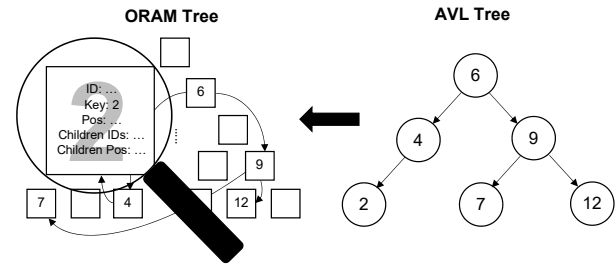 ORAM Tree
AVL Tree
2
ID: ...
Key: 2
Pos: ...
Children IDs: ...
Children Pos: ...
6
9
7
4
12
6
4
9
2
7
12